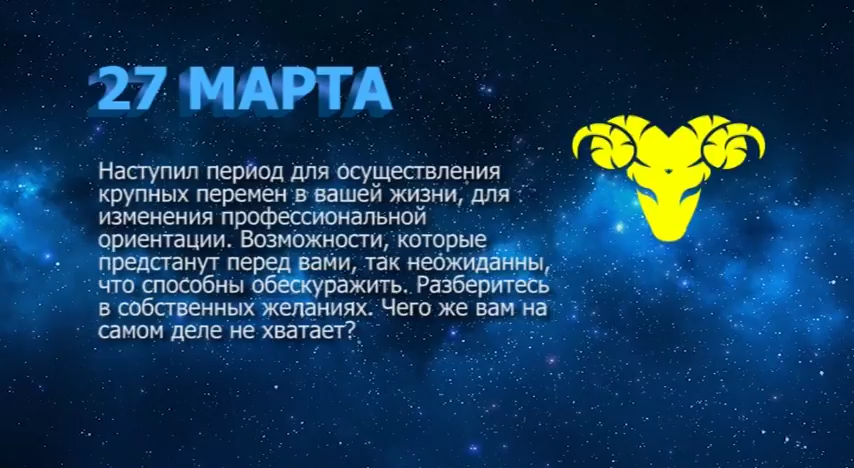 27 МАРТА
Наступил период для осуществления
крупных перемен в вашей жизни, для
изменения профессиональной
ориентации. Возможности, которые
предстанут перед вами, так неожиданны,
что способны обескуражить. Разберитесь
в собственных желаниях. Чего же вам на
самом деле не хватает?